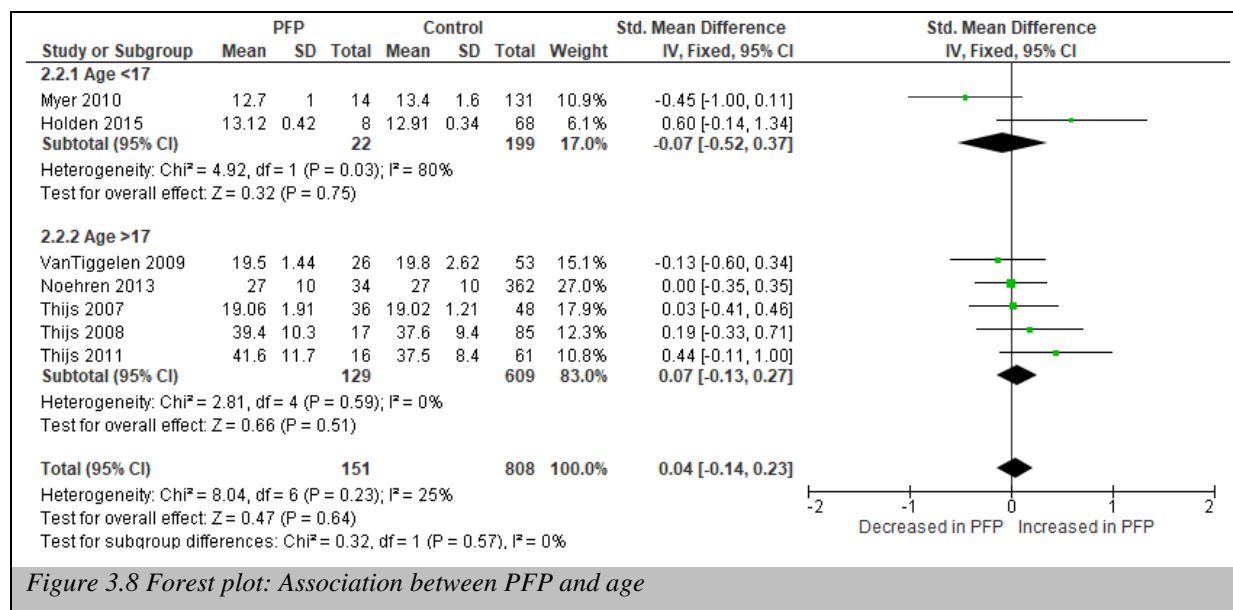 PFP Control Std. Mean Difference Std. Mean Difference
Study or Subgroup Mean SD Total Mean SD Total Weight IV, Fixed, 95% CI IV, Fixed, 95% CI
2.2.1 Age <17
Myer 2010 12.7 1 14 13.4 1.6 131 10.9% -0.45 [-1.00, 0.11]
Holden 2015 13.12 0.42 8 12.91 0.34 68 6.1% 0.60 [-0.14, 1.34]
Subtotal (95% CI) 22 199 17.0% -0.07 [-0.52, 0.37]
Heterogeneity: Chi² = 4.92, df = 1 (P = 0.03); I² = 80%
Test for overall effect: Z = 0.32 (P = 0.75)
2.2.2 Age >17
VanTiggelen 2009 19.5 1.44 26 19.8 2.62 53 15.1% -0.13 [-0.60, 0.34]
Noehren 2013 27 10 34 27 10 362 27.0% 0.00 [-0.35, 0.35]
Thijs 2007 19.06 1.91 36 19.02 1.21 48 17.9% 0.03 [-0.41, 0.46]
Thijs 2008 39.4 10.3 17 37.6 9.4 85 12.3% 0.19 [-0.33, 0.71]
Thijs 2011 41.6 11.7 16 37.5 8.4 61 10.8% 0.44 [-0.11, 1.00]
Subtotal (95% CI) 129 609 83.0% 0.07 [-0.13, 0.27]
Heterogeneity: Chi² = 2.81, df = 4 (P = 0.59); I² = 0%
Test for overall effect: Z = 0.66 (P = 0.51)
Total (95% CI) 151 808 100.0% 0.04 [-0.14, 0.23]
Heterogeneity: Chi² = 8.04, df = 6 (P = 0.23); I² = 25%
Test for overall effect: Z = 0.47 (P = 0.64)
Test for subgroup differences: Chi² = 0.32, df = 1 (P = 0.57), I² = 0%
-2 -1 0 1 2
Decreased in PFP Increased in PFP
Figure 3.8 Forest plot: Association between PFP and age